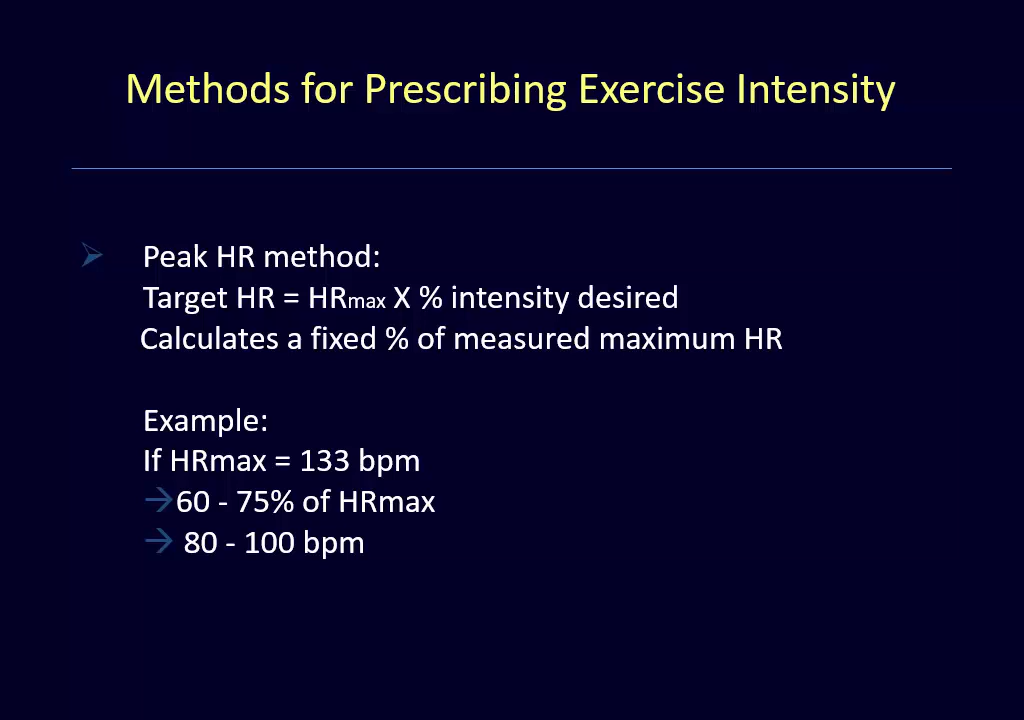 Methods for Prescribing Exercise Intensity
➢ Peak HR method:
Target HR = HRmax X % intensity desired
Calculates a fixed % of measured maximum HR
Example:
If HRmax = 133 bpm
→60 - 75% of HRmax
→ 80 - 100 bpm